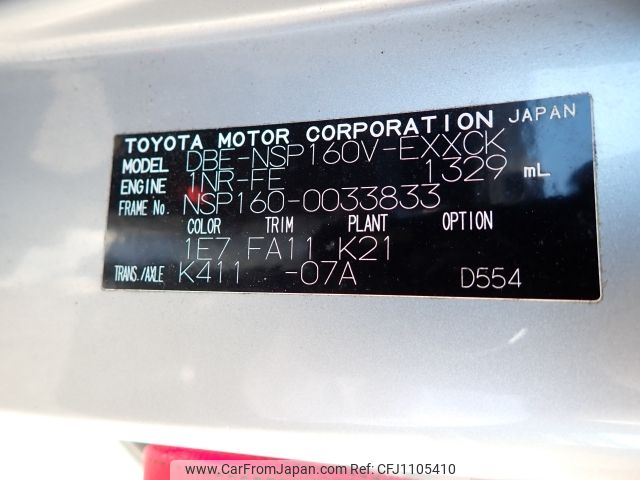 TOYOTA MOTOR CORPORATION JAPAN
MODEL DBE-NSP160V-EXXCK
ENGINE 1NR-FE 1329 mL
FRAME No. NSP160-0033833
COLOR TRIM PLANT OPTION
1E7 FA11 K21
TRANS./AXLE K411 -07A D554
www.CarFromJapan.com CFJ1105410